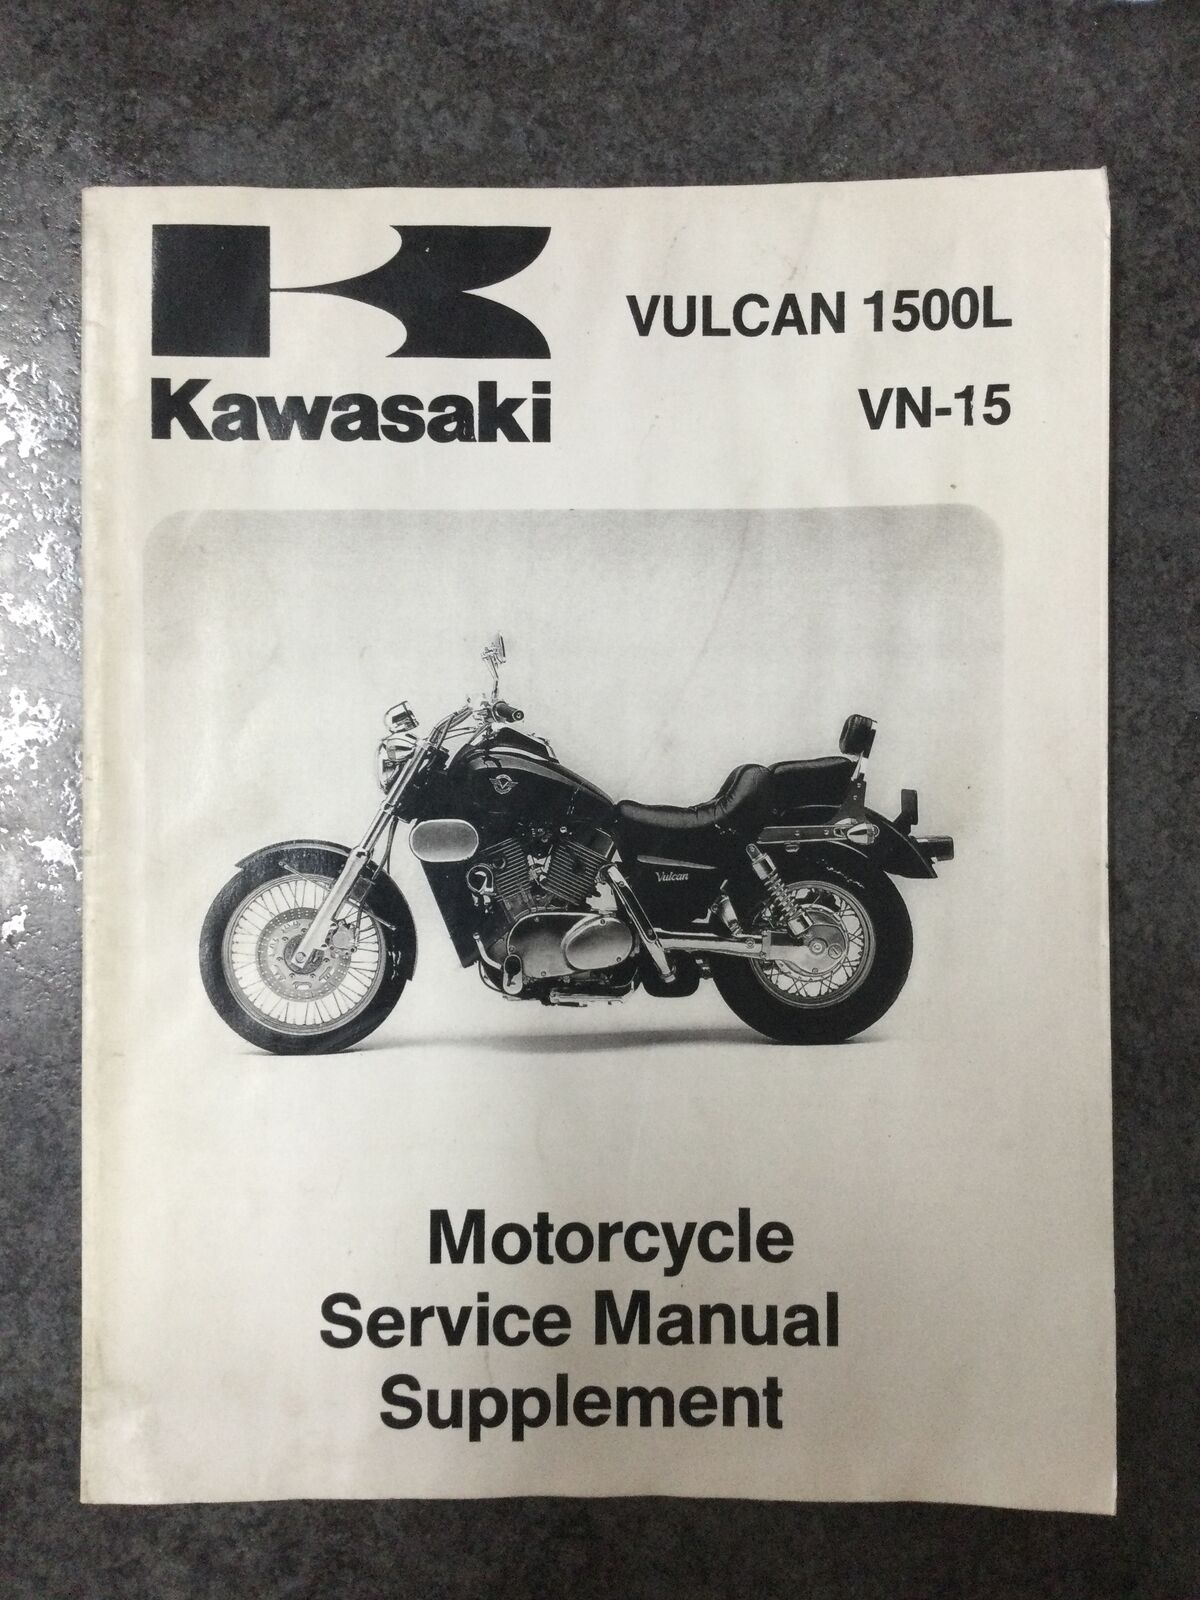 Kawasaki
VULCAN 1500L
VN-15
Vulcan
Motorcycle
Service Manual
Supplement